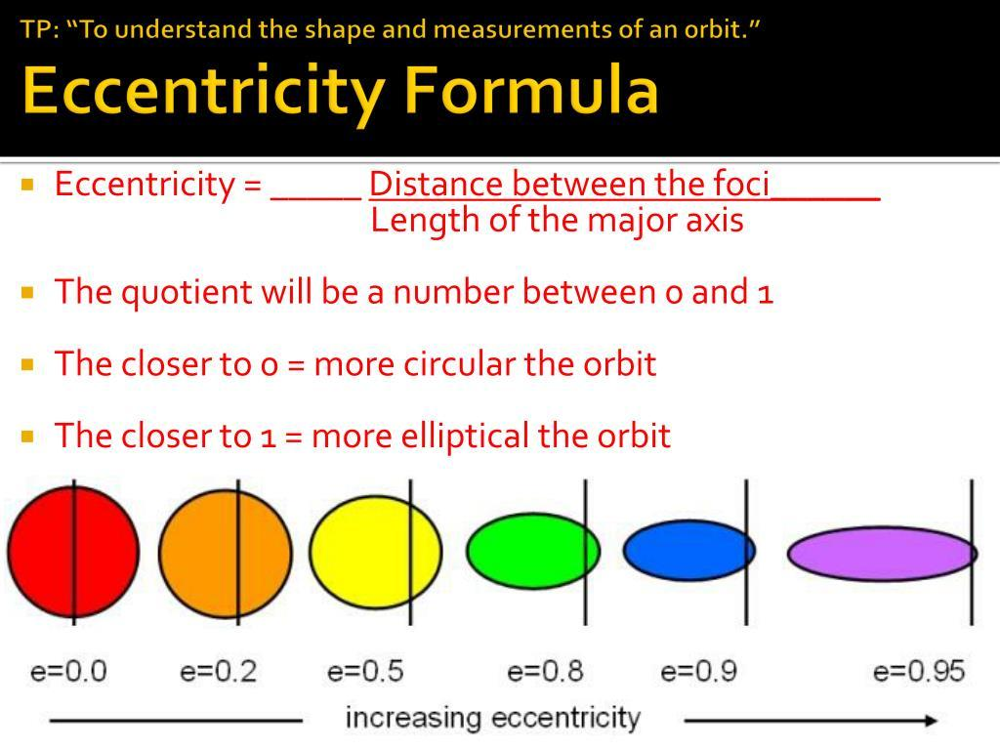 TP: “To understand the shape and measurements of an orbit.”
Eccentricity Formula
Eccentricity = _____ Distance between the foci______
Length of the major axis
The quotient will be a number between 0 and 1
The closer to 0 = more circular the orbit
The closer to 1 = more elliptical the orbit
e=0.0 e=0.2 e=0.5 e=0.8 e=0.9 e=0.95
increasing eccentricity